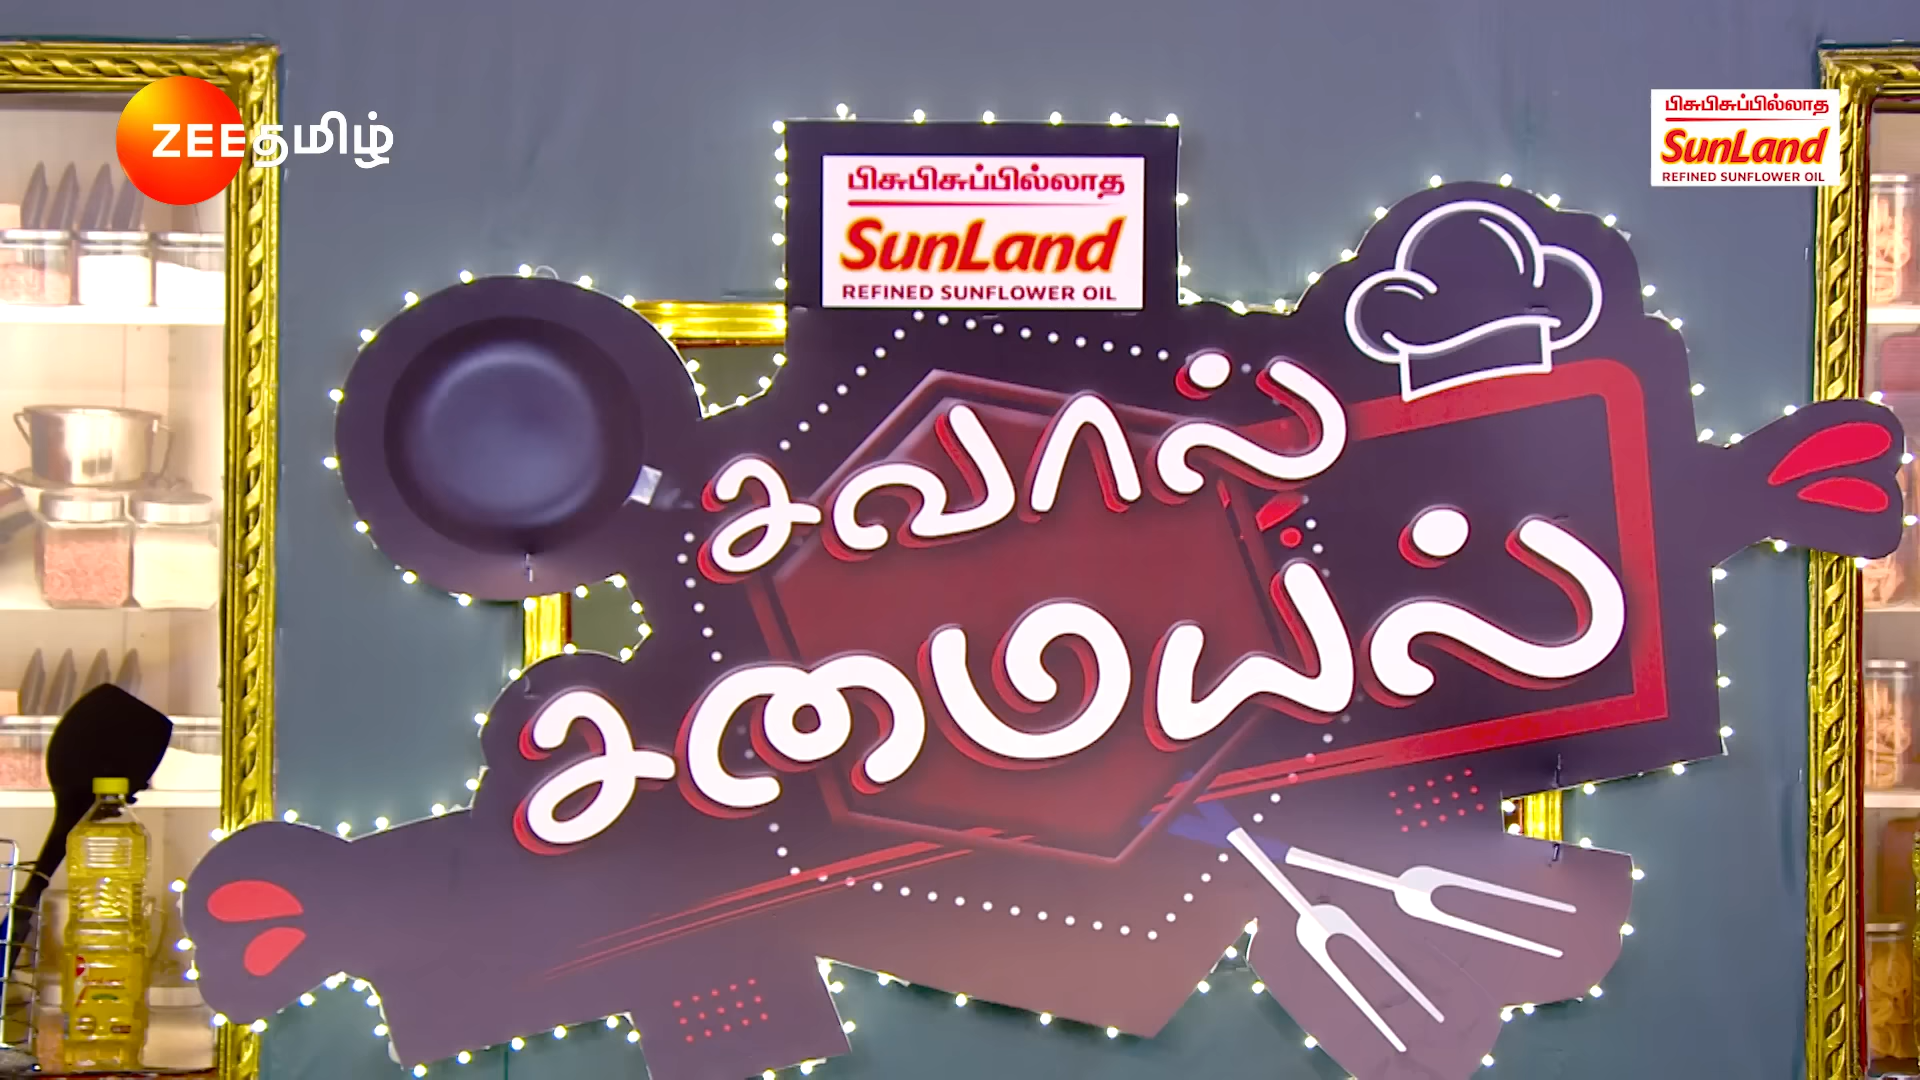 ZEEதமிழ்
பிசுபிசுப்பில்லாத
SunLand
REFINED SUNFLOWER OIL
பிசுபிசுப்பில்லாத
SunLand
REFINED SUNFLOWER OIL
சவால்
சமையல்